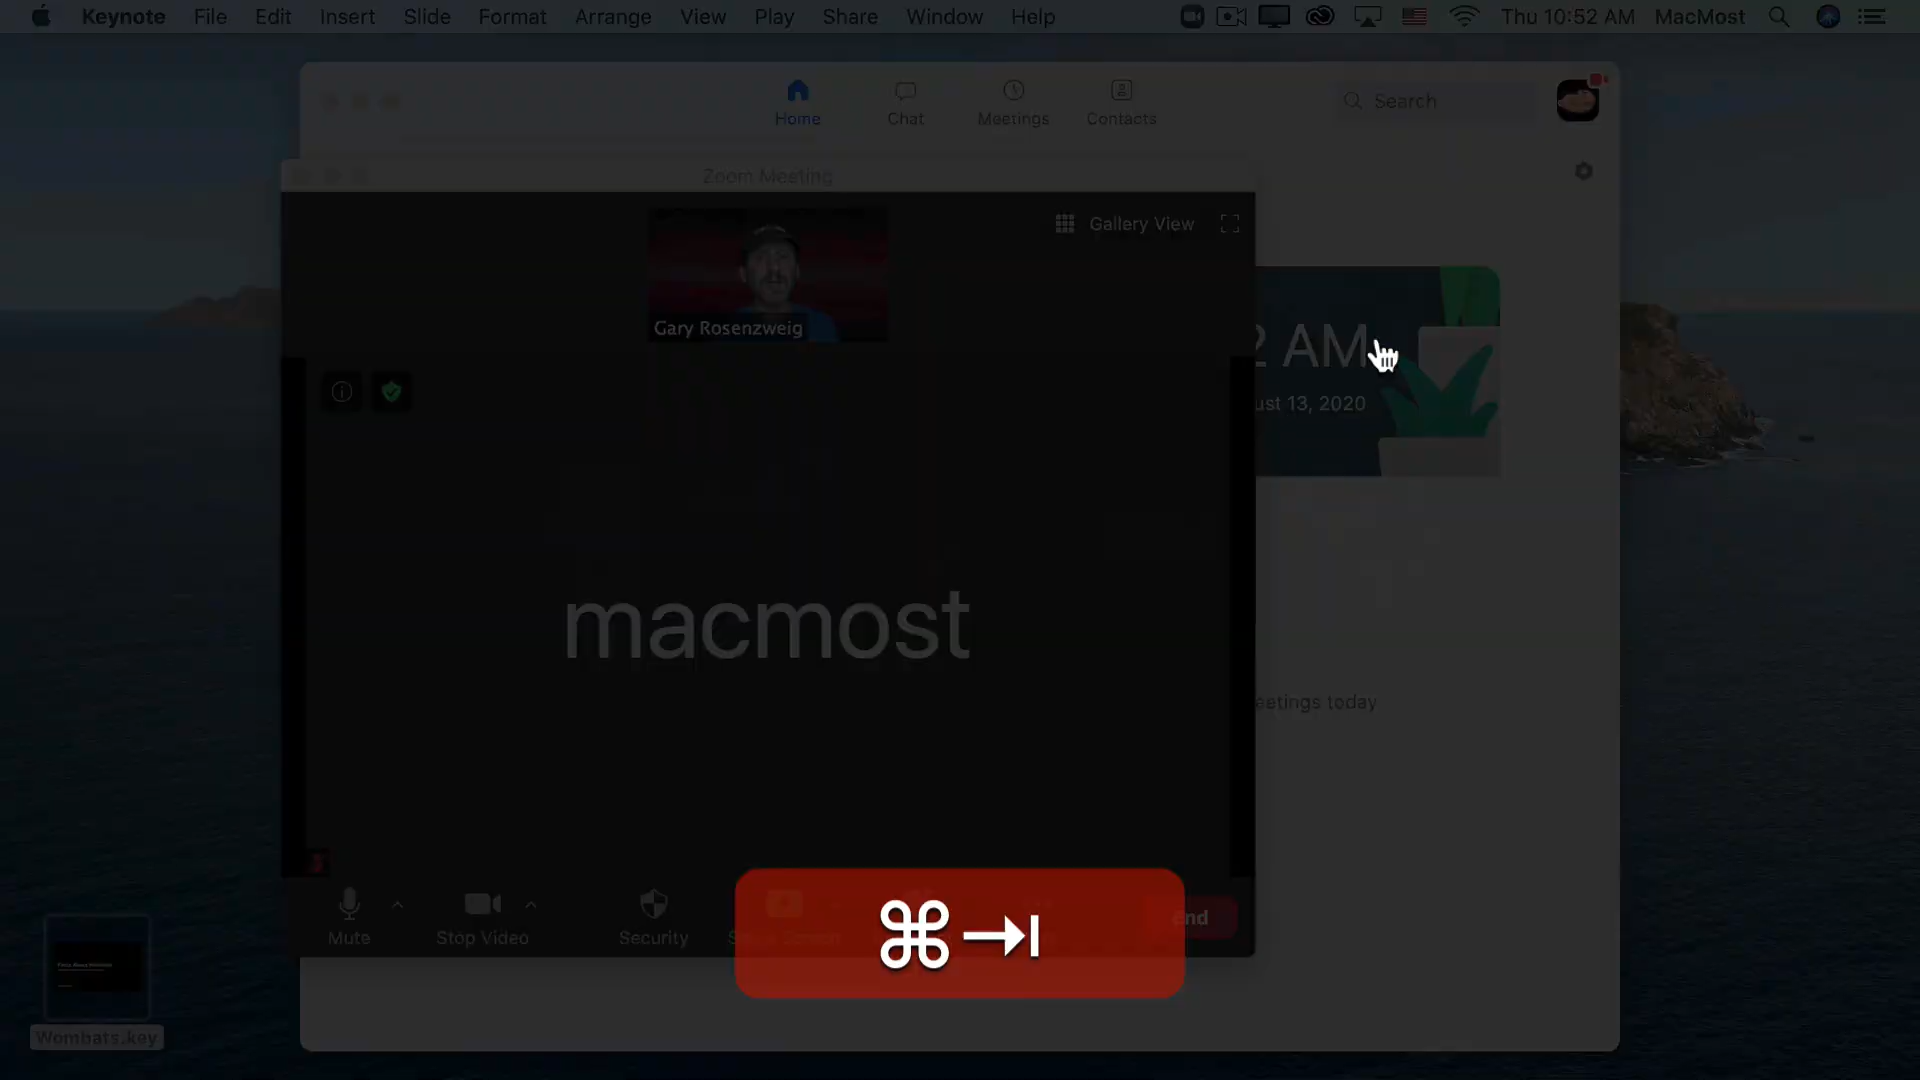 Keynote File Edit Insert Slide Format Arrange View Play Share Window Help Thu 10:52 AM MacMost
Home Chat Meetings Contacts
Search
Zoom Meeting
Gallery View
Gary Rosenzweig
2 AM
ust 13, 2020
macmost
eetings today
Mute Stop Video Security
⌘⇥
nd
Wombats.key